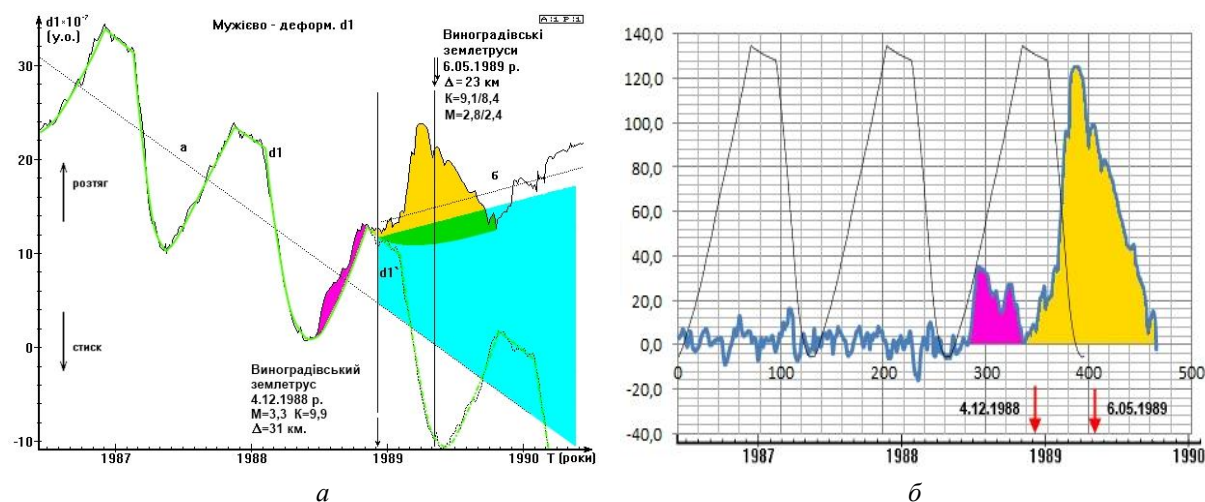 d1×10⁻⁷
(у.о.)
Мужієво - деформ. d1
A:1 P:1
Виноградівські
землетруси
6.05.1989 р.
Δ = 23 км
К=9,1/8,4
М=2,8/2,4
30
20
10
0
-10
а
d1
б
d1`
розтяг
стиск
Виноградівський
землетрус
4.12.1988 р.
М=3,3 К=9,9
Δ=31 км.
1987 1988 1989 1990 Т (роки)
а
140,0
120,0
100,0
80,0
60,0
40,0
20,0
0,0
-20,0
-40,0
0 100 200 300 400 500
4.12.1988 6.05.1989
1987 1988 1989 1990
б